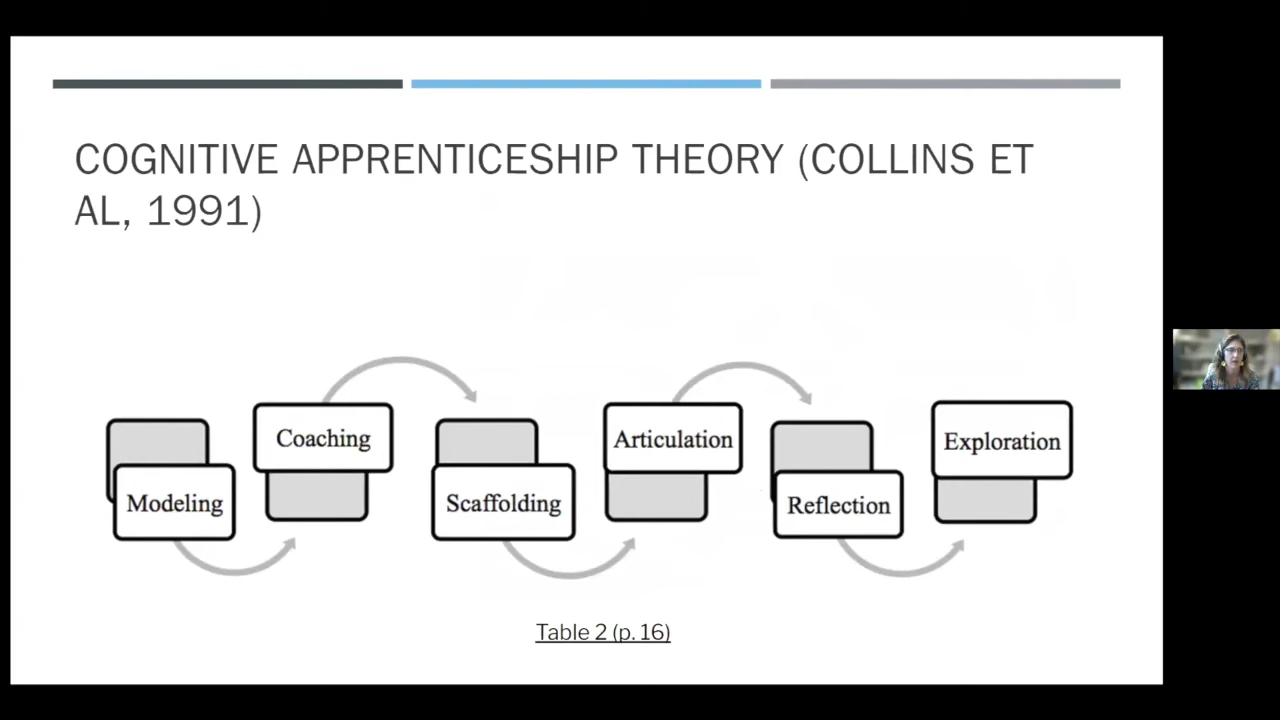 COGNITIVE APPRENTICESHIP THEORY (COLLINS ET
AL, 1991)
Modeling
Coaching
Scaffolding
Articulation
Reflection
Exploration
Table 2 (p. 16)